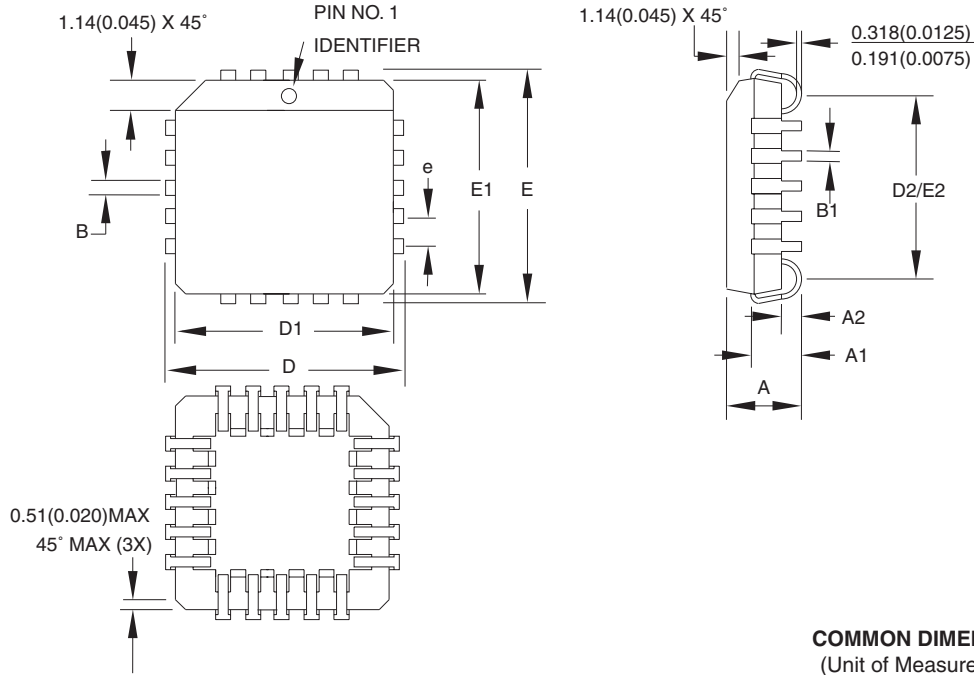 1.14(0.045) X 45°
PIN NO. 1
IDENTIFIER
1.14(0.045) X 45°
0.318(0.0125)
0.191(0.0075)
e
E1
E
B
D1
D
B1
D2/E2
A2
A1
A
0.51(0.020)MAX
45° MAX (3X)
COMMON DIME
(Unit of Measure